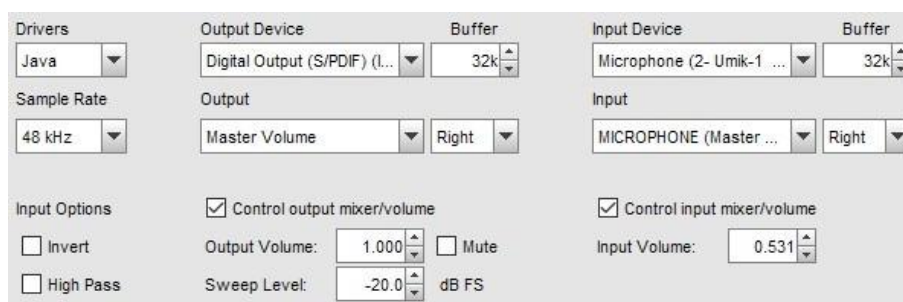 Drivers Output Device Buffer Input Device Buffer
Java Digital Output (S/PDIF) (I... 32k Microphone (2- Umik-1 ... 32k
Sample Rate Output Input
48 kHz Master Volume Right MICROPHONE (Master ... Right
Input Options Control output mixer/volume Control input mixer/volume
Invert Output Volume: 1.000 Mute Input Volume: 0.531
High Pass Sweep Level: -20.0 dB FS